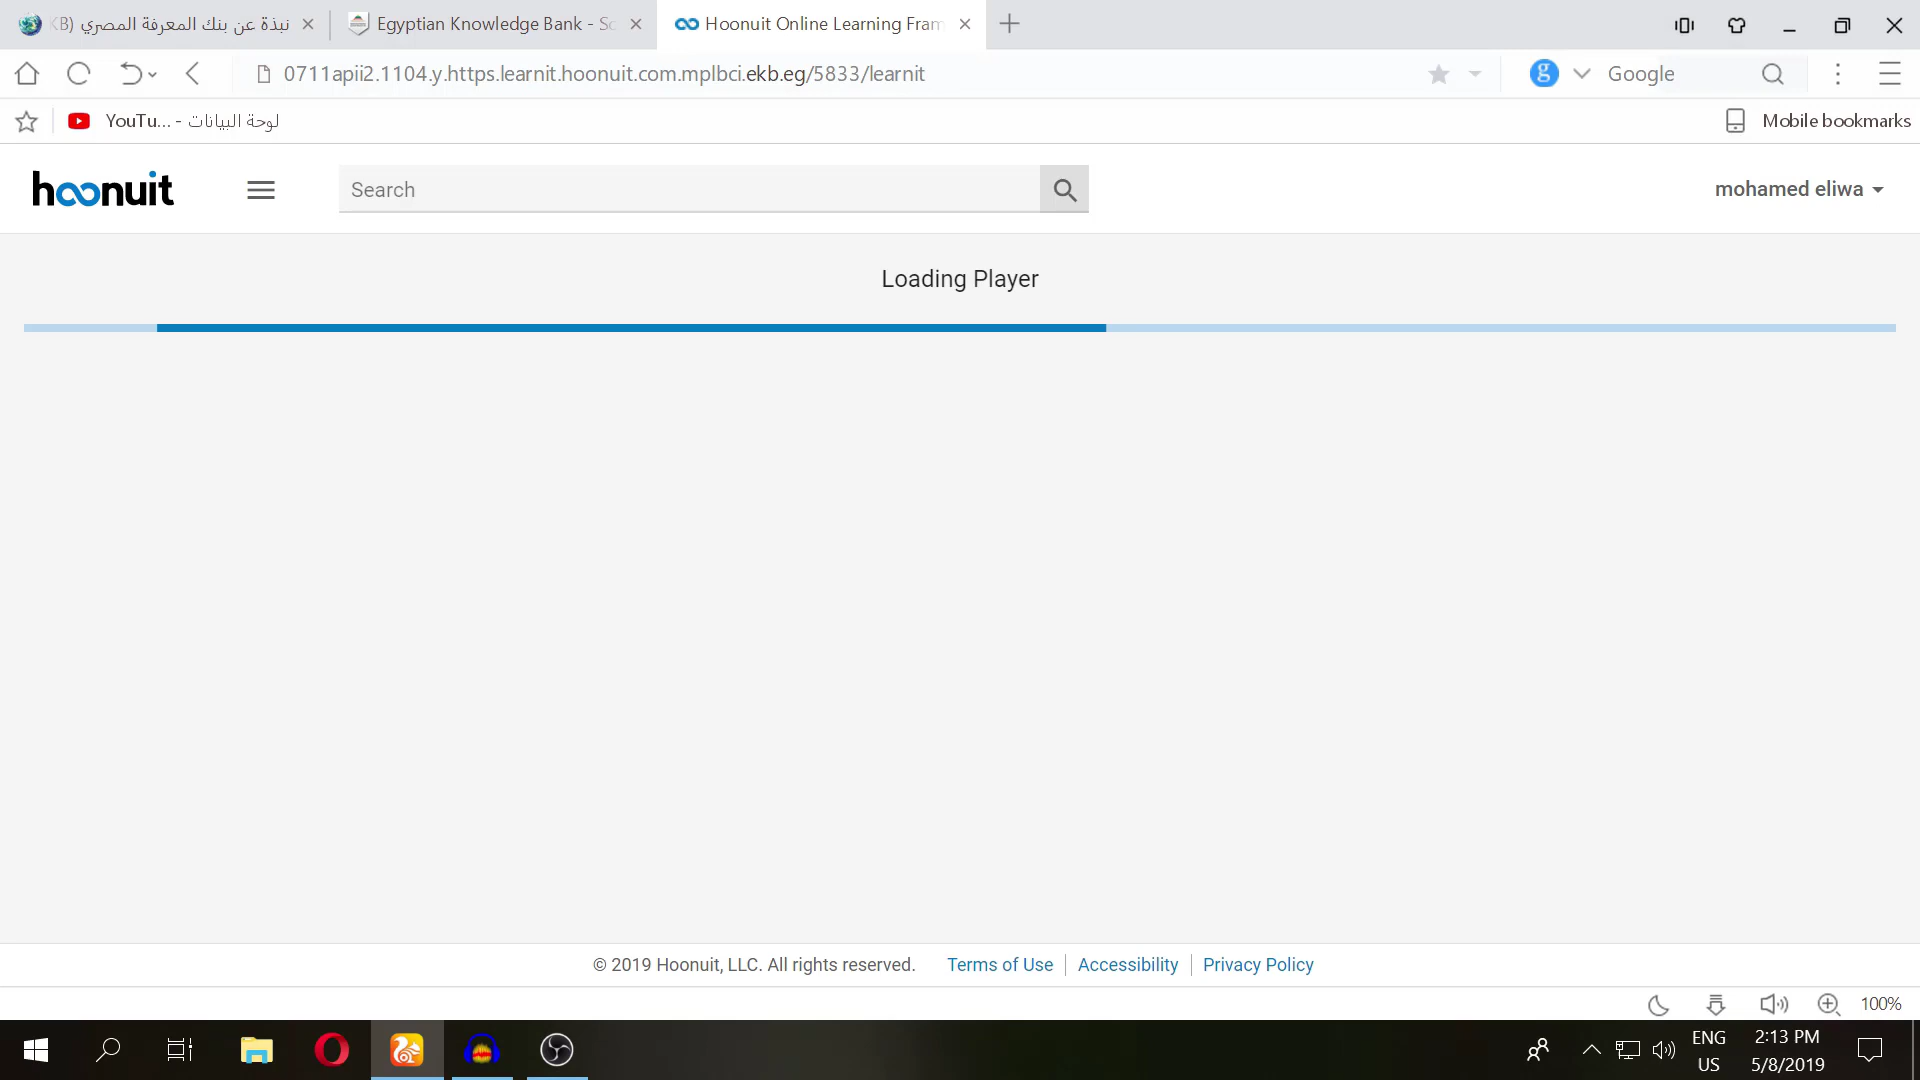 نبذة عن بنك المعرفة المصري (KB
Egyptian Knowledge Bank - Sc
Hoonuit Online Learning Fram
0711apii2.1104.y.https.learnit.hoonuit.com.mplbci.ekb.eg/5833/learnit
Google
YouTu... - لوحة البيانات
Mobile bookmarks
hoonuit
Search
mohamed eliwa
Loading Player
© 2019 Hoonuit, LLC. All rights reserved.
Terms of Use
Accessibility
Privacy Policy
100%
ENG
US
2:13 PM
5/8/2019